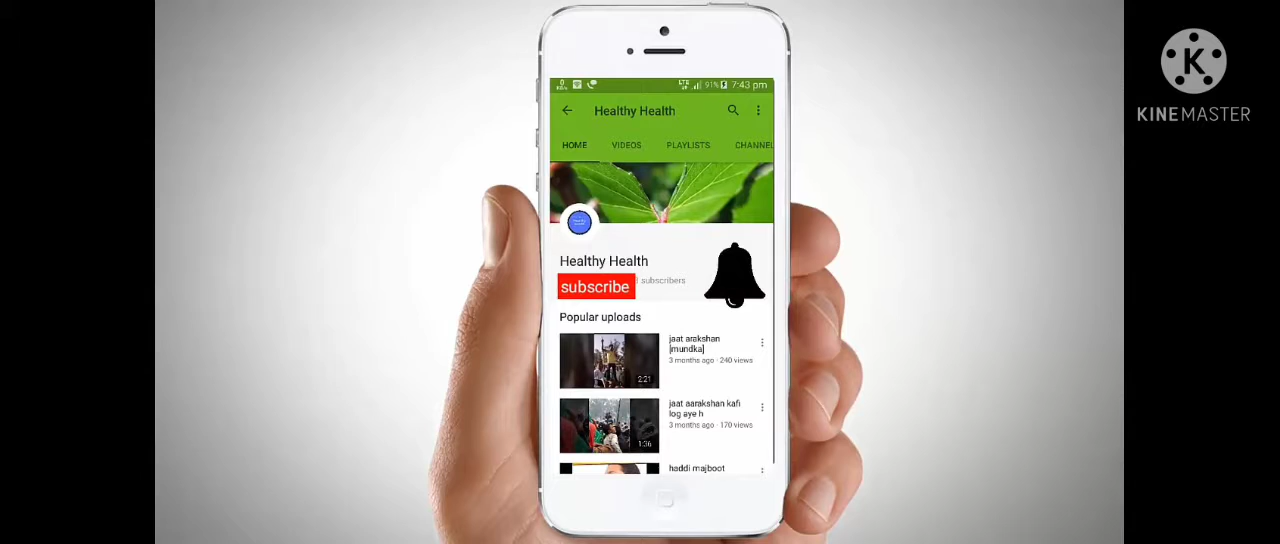 KINEMASTER
LTE 91% 7:43 pm
Healthy Health
HOME VIDEOS PLAYLISTS CHANNEL
Healthy Health
subscribe subscribers
Popular uploads
jaat arakshan
[mundka]
3 months ago · 240 views
2:21
jaat aarakshan kafi
log aye h
3 months ago · 170 views
1:36
haddi majboot